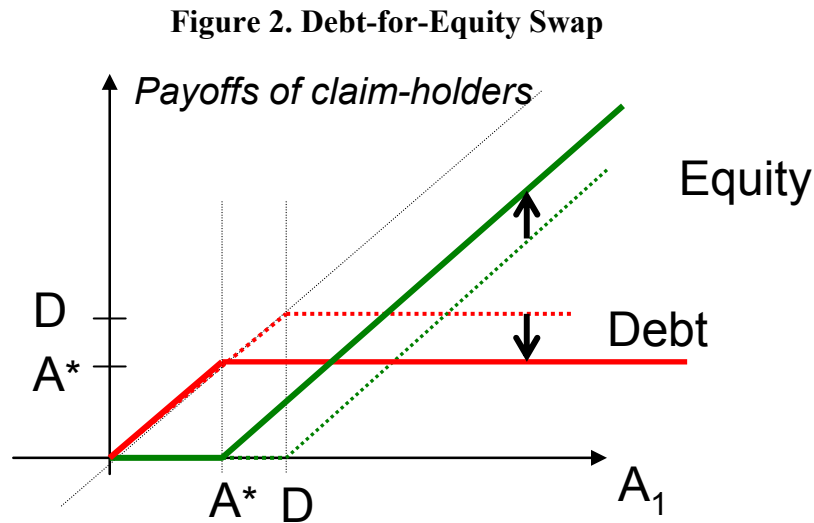 Figure 2. Debt-for-Equity Swap
Payoffs of claim-holders
Equity
D
Debt
A*
A* D
A₁